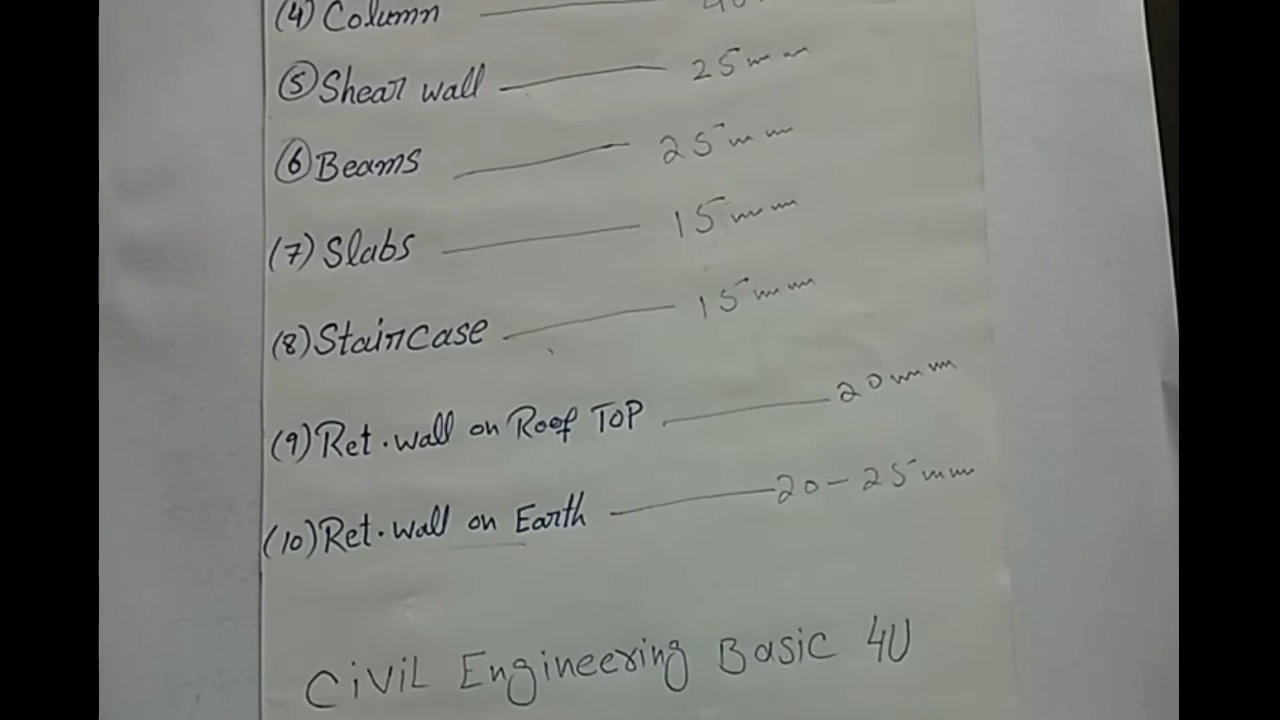 (4) Column
(5) Shear wall 25mm
(6) Beams 25mm
(7) Slabs 15mm
(8) Staircase 15mm
(9) Ret. wall on Roof TOP 20mm
(10) Ret. wall on Earth 20-25mm
CiViL Engineering Basic 4U